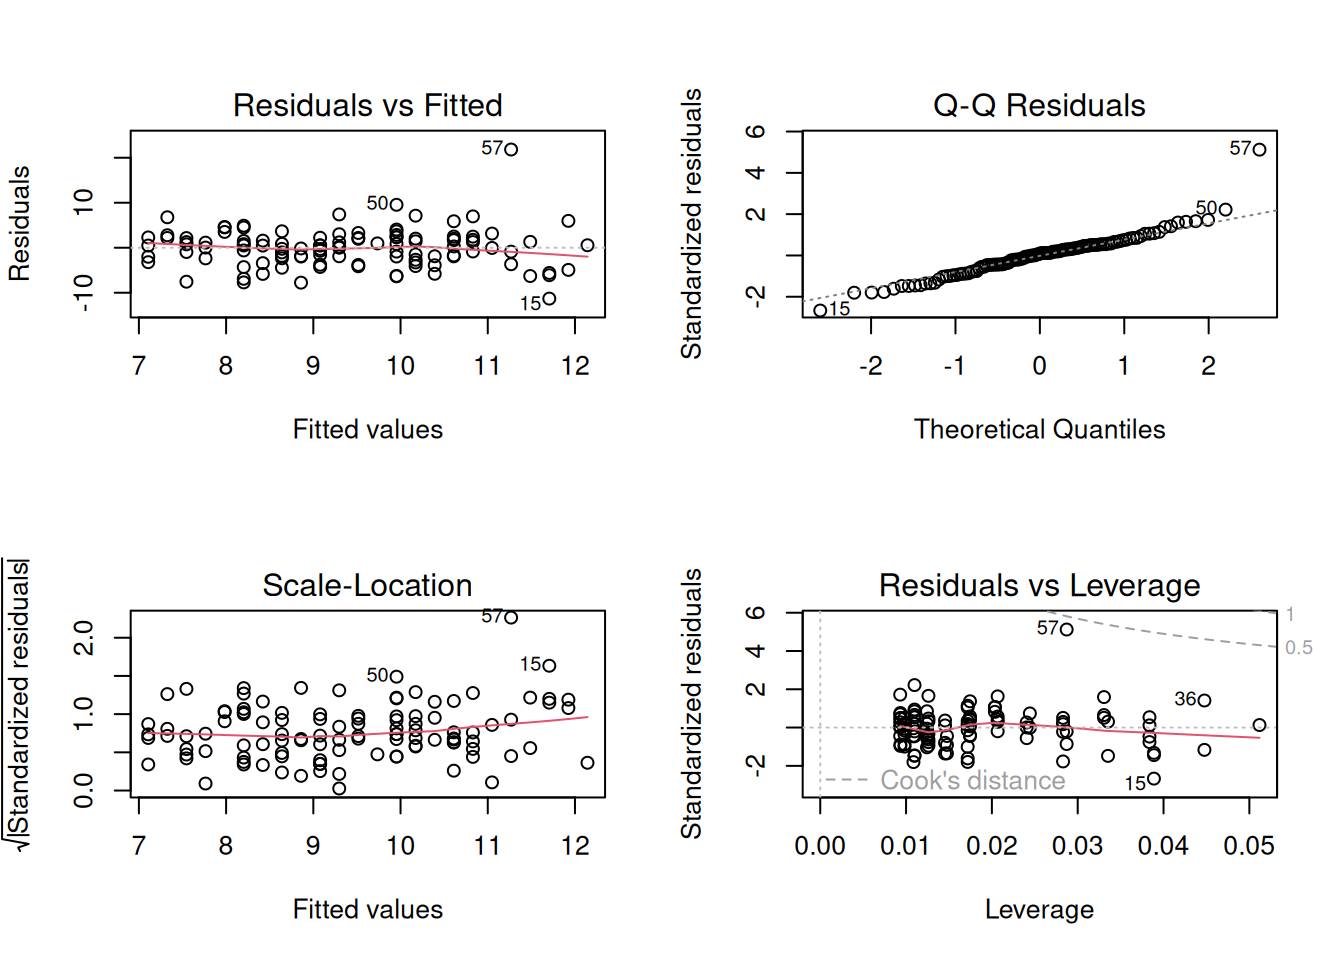 Residuals vs Fitted
Residuals
10
-10
57
50
15
7 8 9 10 11 12
Fitted values
Q-Q Residuals
Standardized residuals
6
4
2
-2
57
50
15
-2 -1 0 1 2
Theoretical Quantiles
Scale-Location
√|Standardized residuals|
2.0
1.0
0.0
57
15
50
7 8 9 10 11 12
Fitted values
Residuals vs Leverage
Standardized residuals
6
4
2
-2
57
36
15
1
0.5
Cook's distance
0.00 0.01 0.02 0.03 0.04 0.05
Leverage